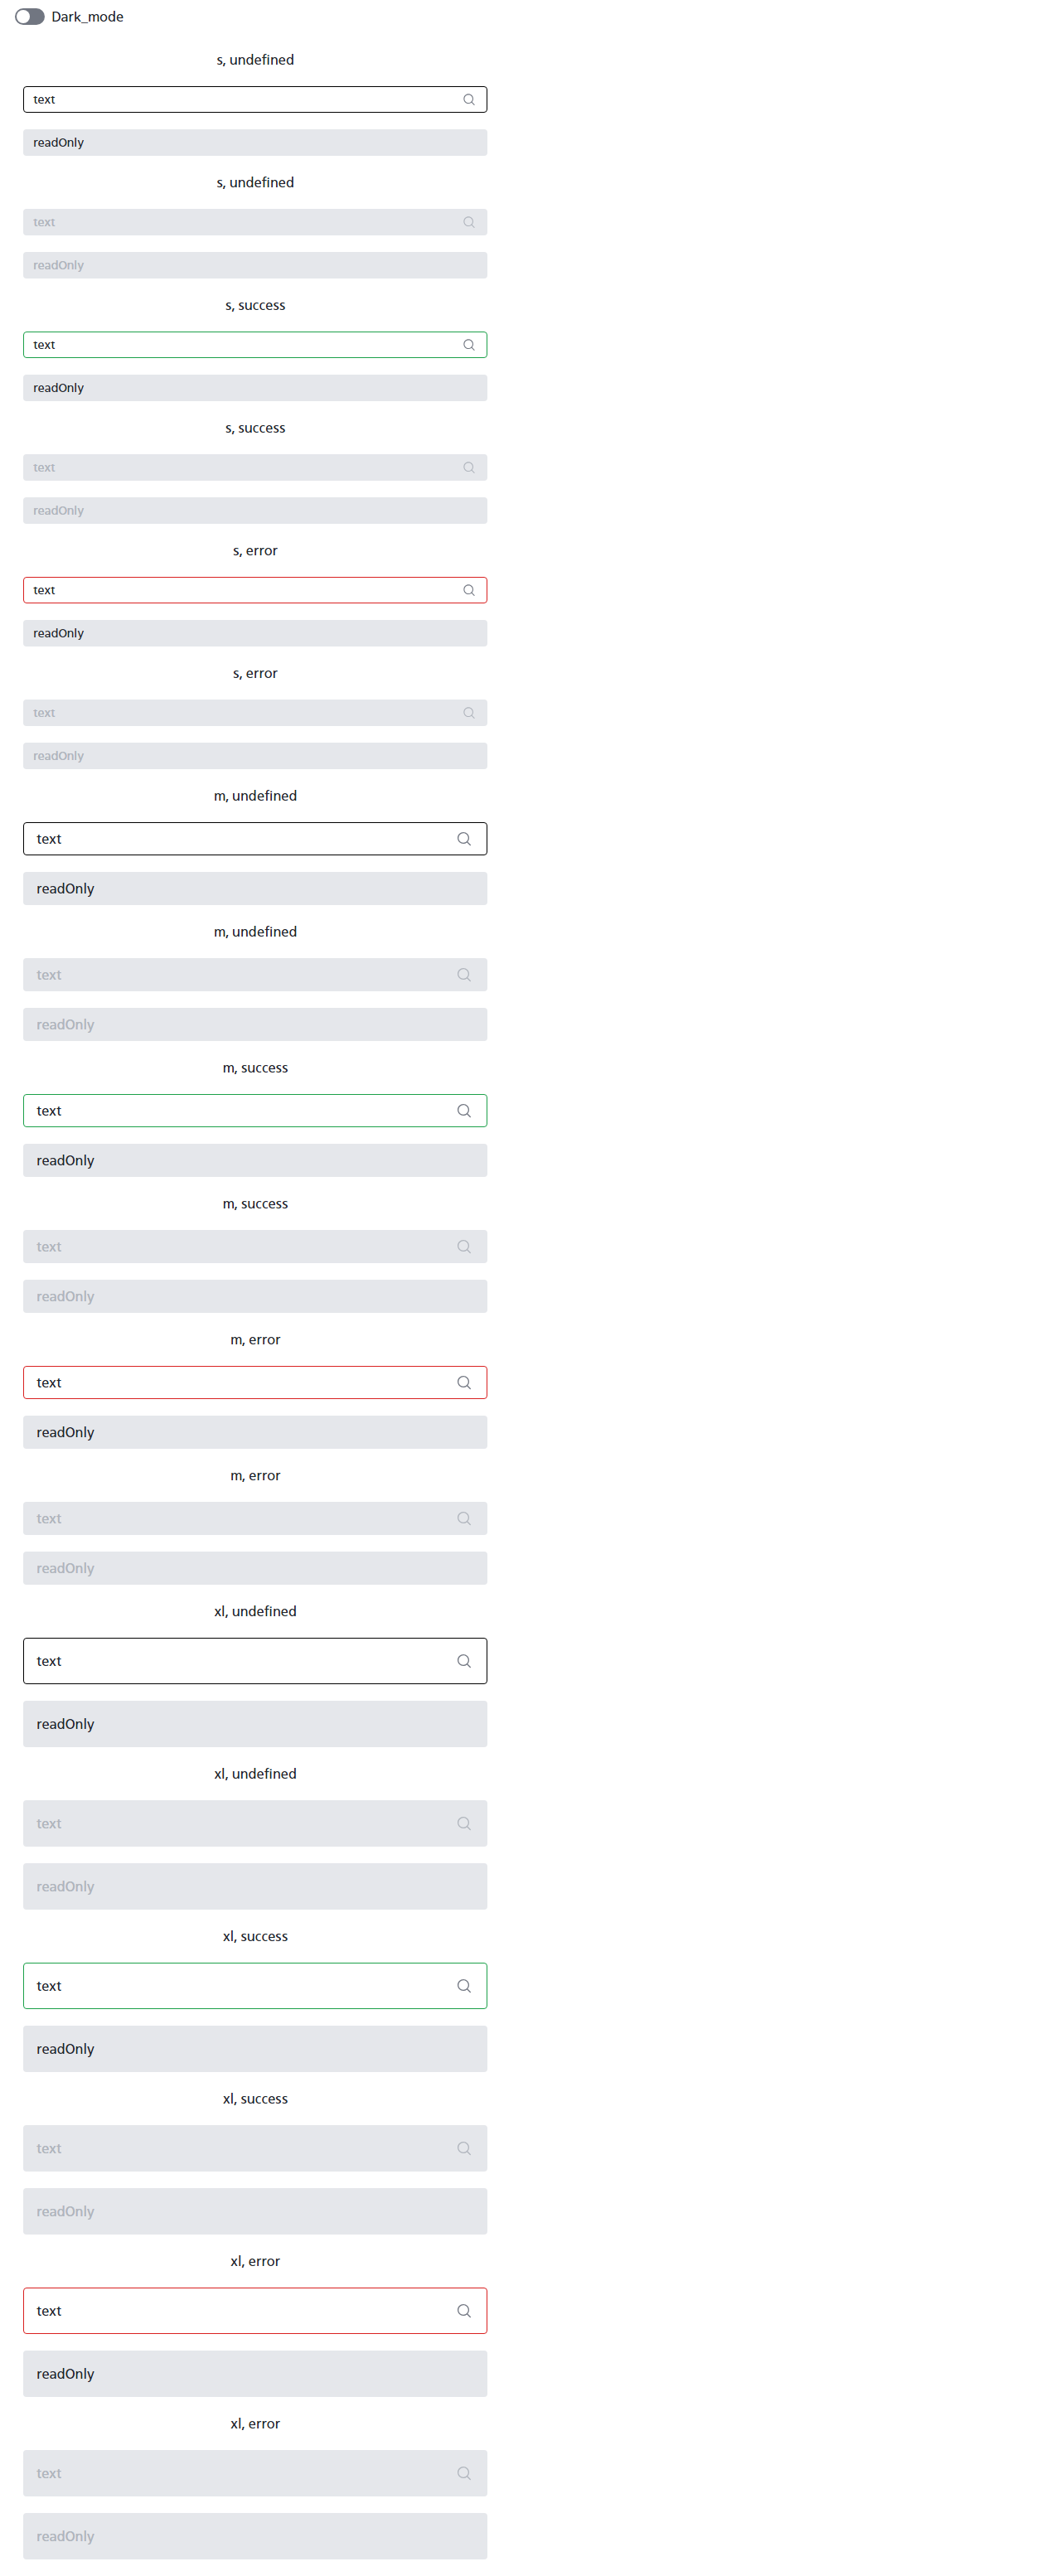 Dark_mode
s, undefined
text
readOnly
s, undefined
text
readOnly
s, success
text
readOnly
s, success
text
readOnly
s, error
text
readOnly
s, error
text
readOnly
m, undefined
text
readOnly
m, undefined
text
readOnly
m, success
text
readOnly
m, success
text
readOnly
m, error
text
readOnly
m, error
text
readOnly
xl, undefined
text
readOnly
xl, undefined
text
readOnly
xl, success
text
readOnly
xl, success
text
readOnly
xl, error
text
readOnly
xl, error
text
readOnly